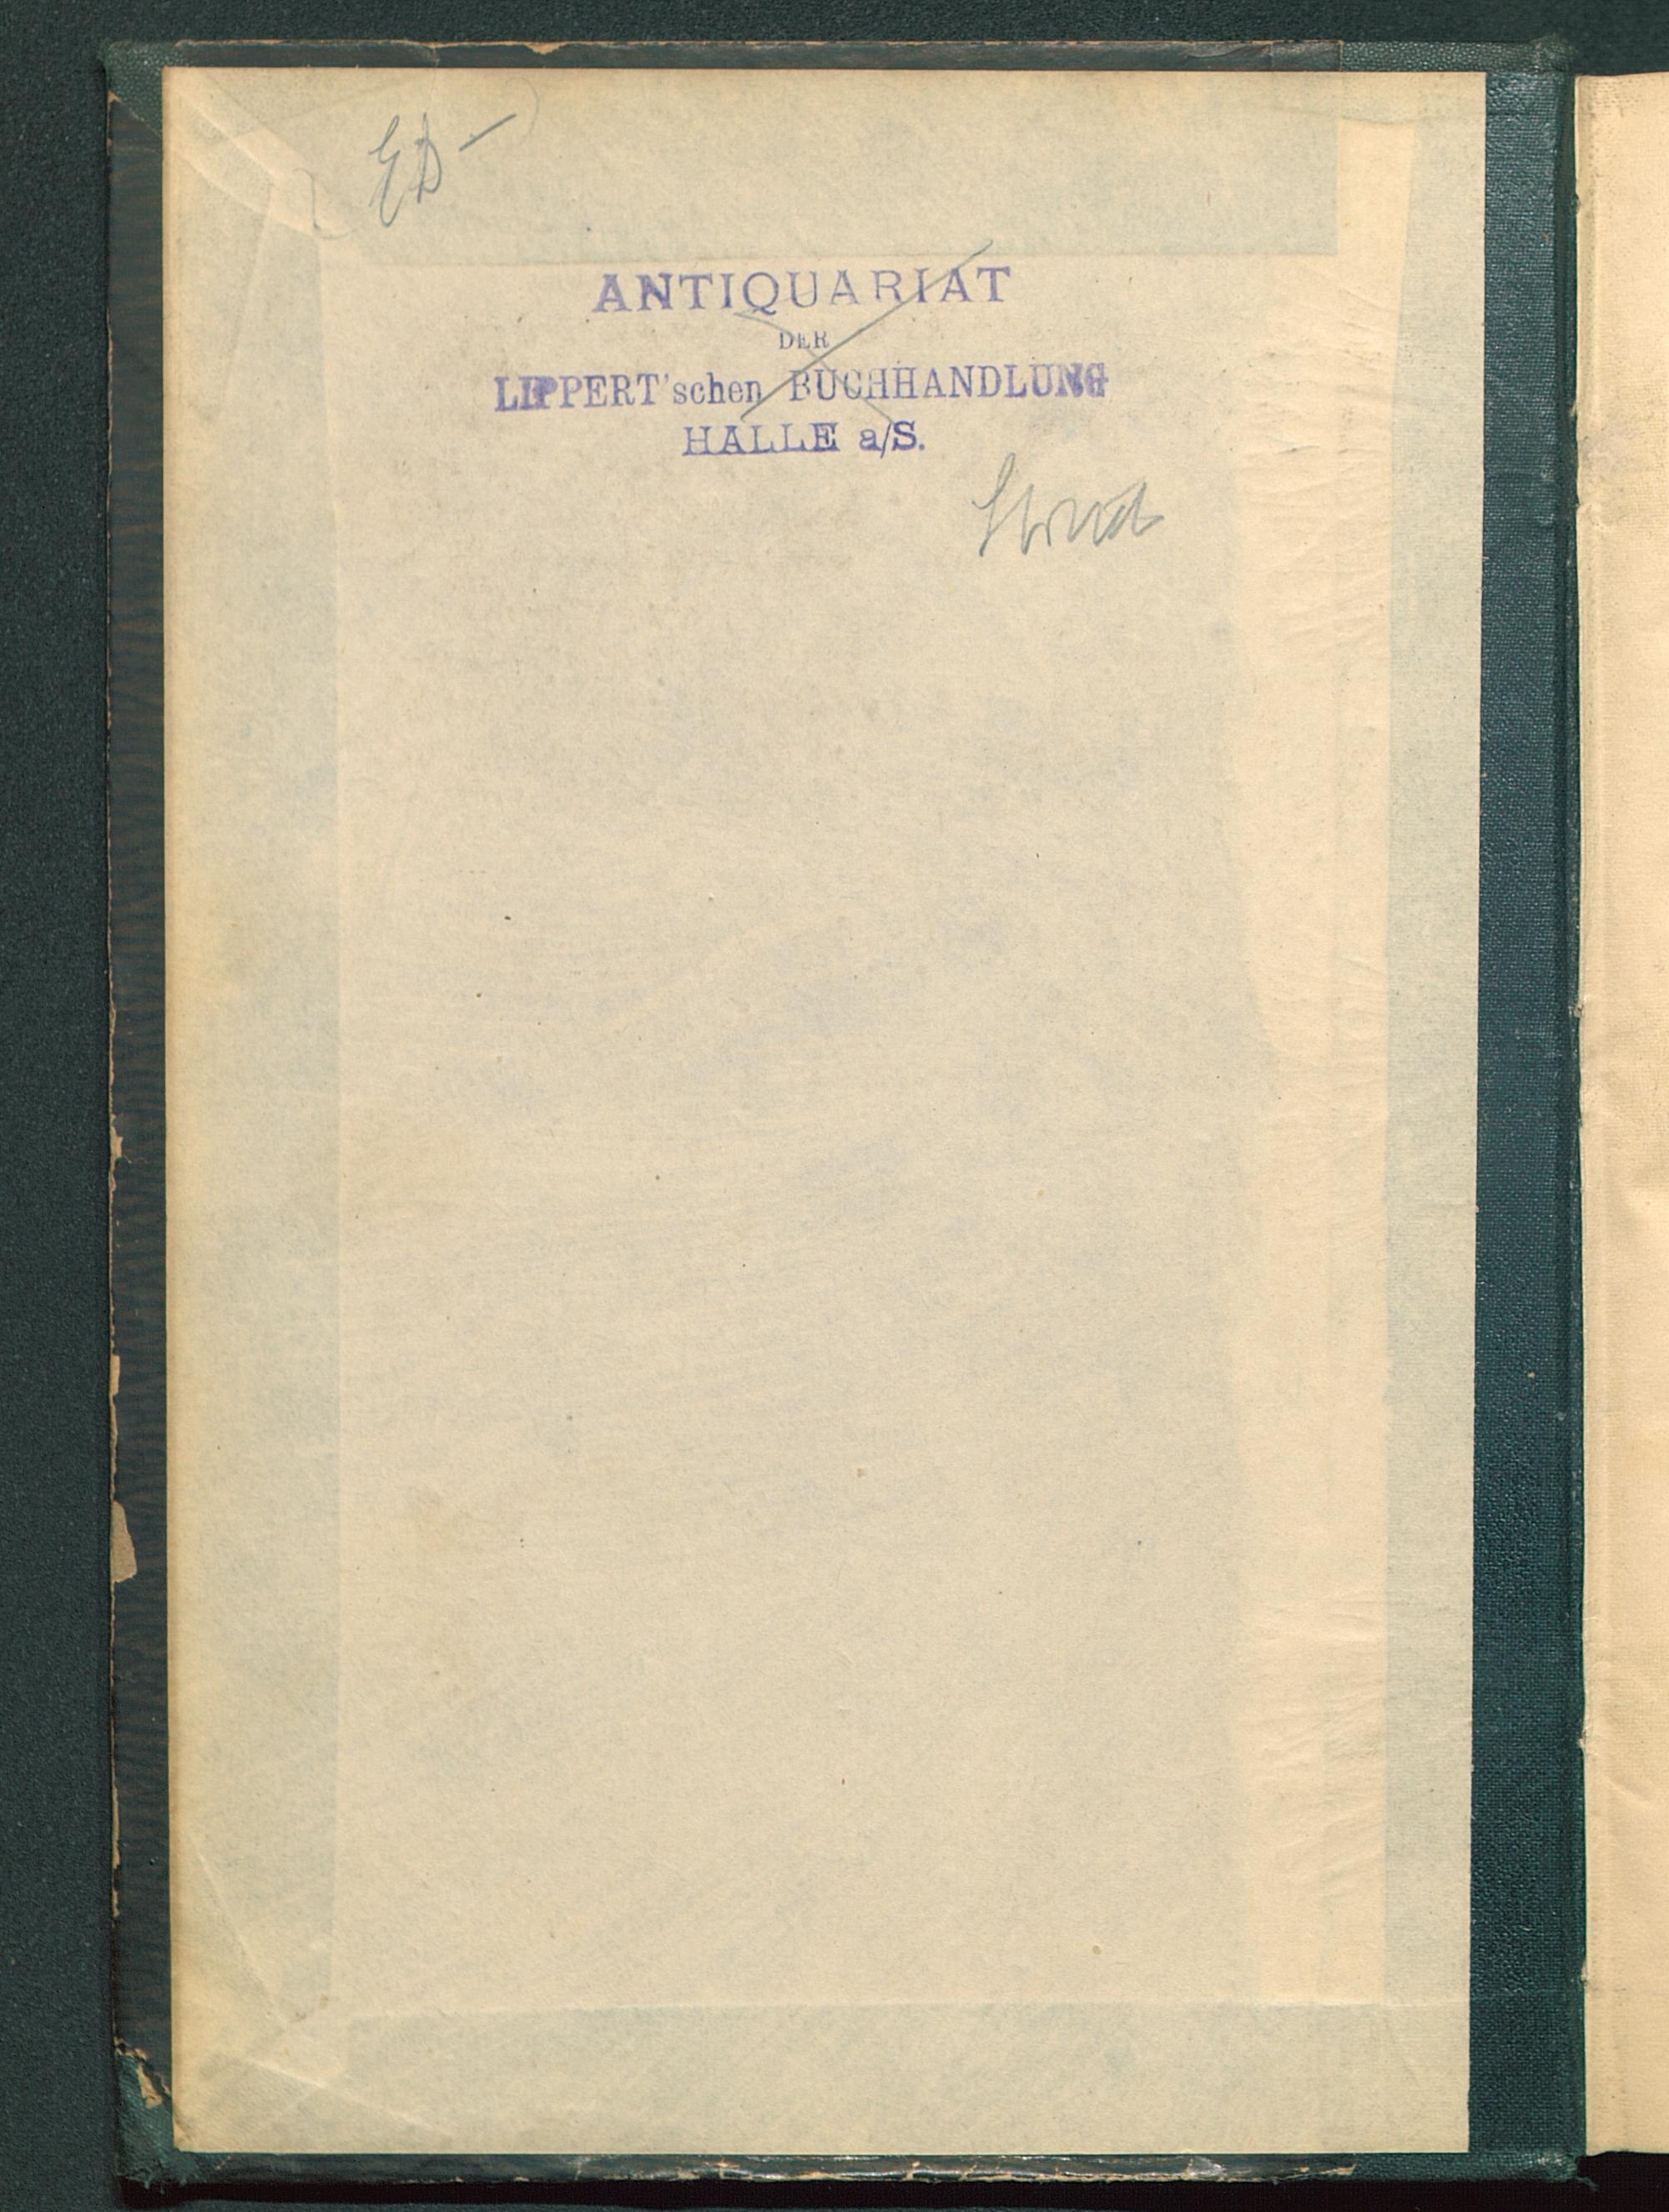 ANTIQUARIAT
DER
LIPPERT'schen BUCHHANDLUNG
HALLE a/S.